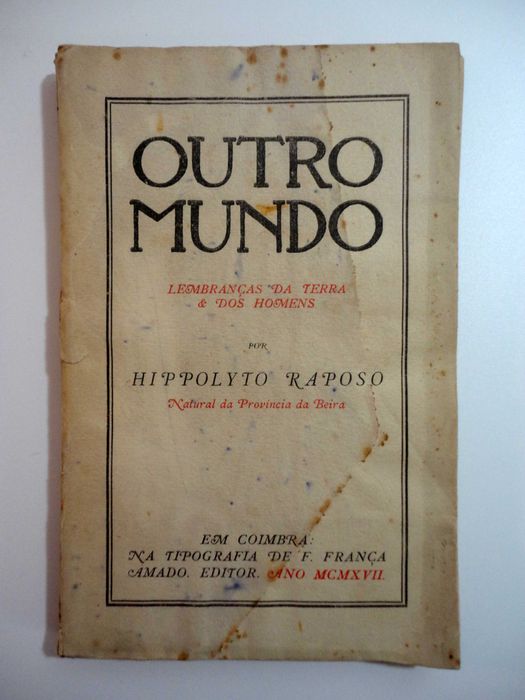 OUTRO
MUNDO
LEMBRANÇAS DA TERRA
& DOS HOMENS
POR
HIPPOLYTO RAPOSO
Natural da Provincia da Beira
EM COIMBRA:
NA TIPOGRAFIA DE F. FRANÇA
AMADO. EDITOR. ANO MCMXVII.